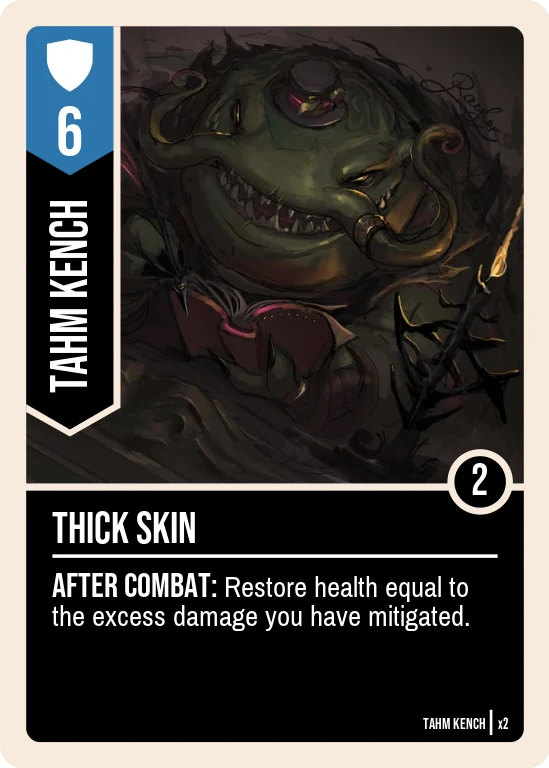 6
TAHM KENCH
2
THICK SKIN
AFTER COMBAT: Restore health equal to
the excess damage you have mitigated.
TAHM KENCH | x2